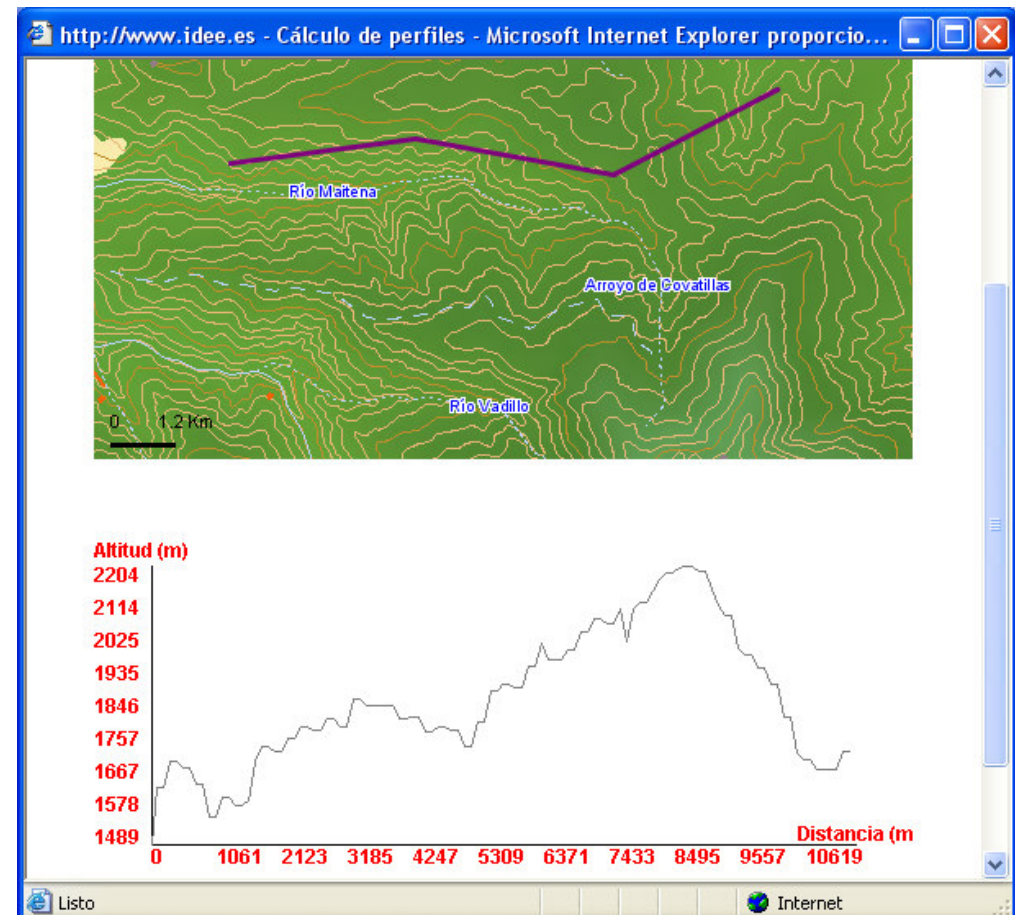 http://www.idee.es - Cálculo de perfiles - Microsoft Internet Explorer proporcio...
Río Maitena
Arroyo de Covatillas
Río Vadillo
0 1.2 Km
Altitud (m)
2204
2114
2025
1935
1846
1757
1667
1578
1489
Distancia (m
0 1061 2123 3185 4247 5309 6371 7433 8495 9557 10619
Listo Internet